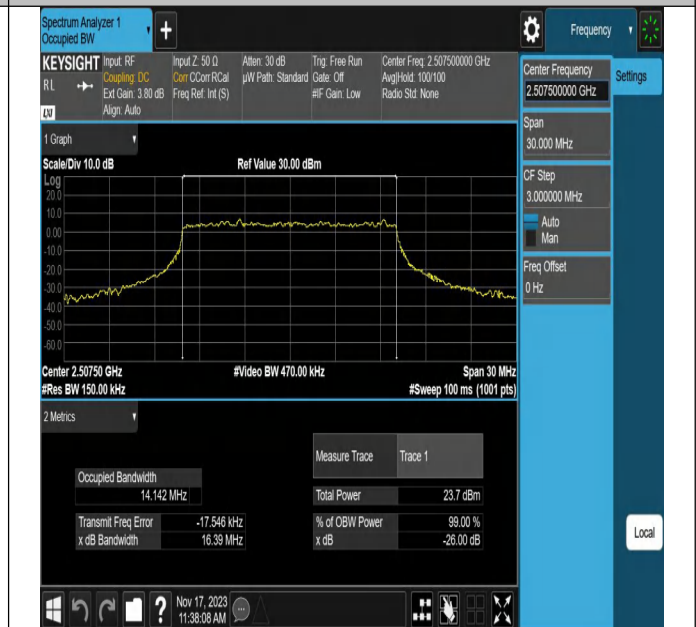 Spectrum Analyzer 1
Occupied BW
Frequency
KEYSIGHT
RL
LXI
Input: RF
Coupling: DC
Ext Gain: 3.80 dB
Align: Auto
Input Z: 50 Ω
Corr CCorr RCal
Freq Ref: Int (S)
Atten: 30 dB
µW Path: Standard
Trig: Free Run
Gate: Off
#IF Gain: Low
Center Freq: 2.507500000 GHz
Avg|Hold: 100/100
Radio Std: None
Center Frequency
2.507500000 GHz
Settings
Span
30.000 MHz
CF Step
3.000000 MHz
Auto
Man
Freq Offset
0 Hz
Local
1 Graph
Scale/Div 10.0 dB
Ref Value 30.00 dBm
Log
20.0
10.0
0.00
-10.0
-20.0
-30.0
-40.0
-50.0
-60.0
Center 2.50750 GHz
#Video BW 470.00 kHz
Span 30 MHz
#Res BW 150.00 kHz
#Sweep 100 ms (1001 pts)
2 Metrics
Measure Trace Trace 1
Occupied Bandwidth
14.142 MHz
Total Power 23.7 dBm
Transmit Freq Error -17.546 kHz
% of OBW Power 99.00 %
x dB Bandwidth 16.39 MHz
x dB -26.00 dB
?
Nov 17, 2023
11:38:08 AM